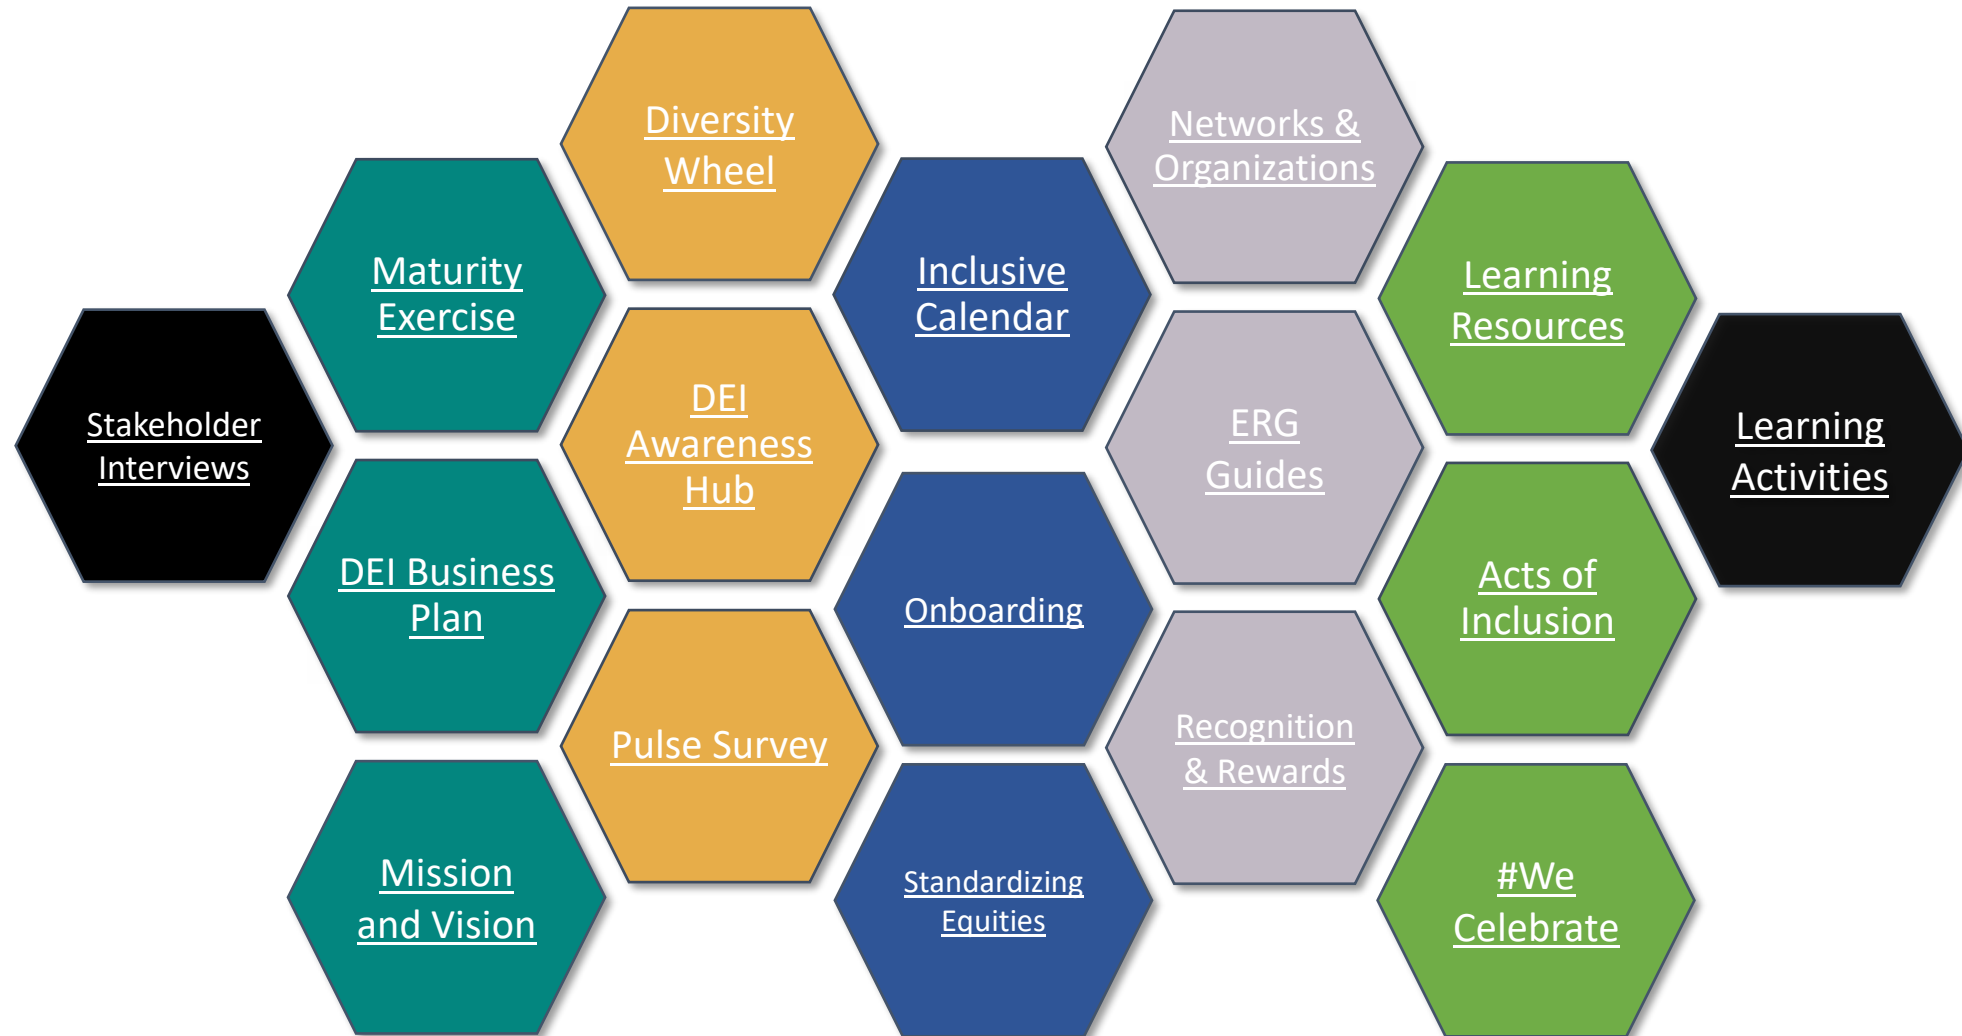 Stakeholder
Interviews
Maturity
Exercise
DEI Business
Plan
Mission
and Vision
Diversity
Wheel
DEI
Awareness
Hub
Pulse Survey
Inclusive
Calendar
Onboarding
Standardizing
Equities
Networks &
Organizations
ERG
Guides
Recognition
& Rewards
Learning
Resources
Acts of
Inclusion
#We
Celebrate
Learning
Activities